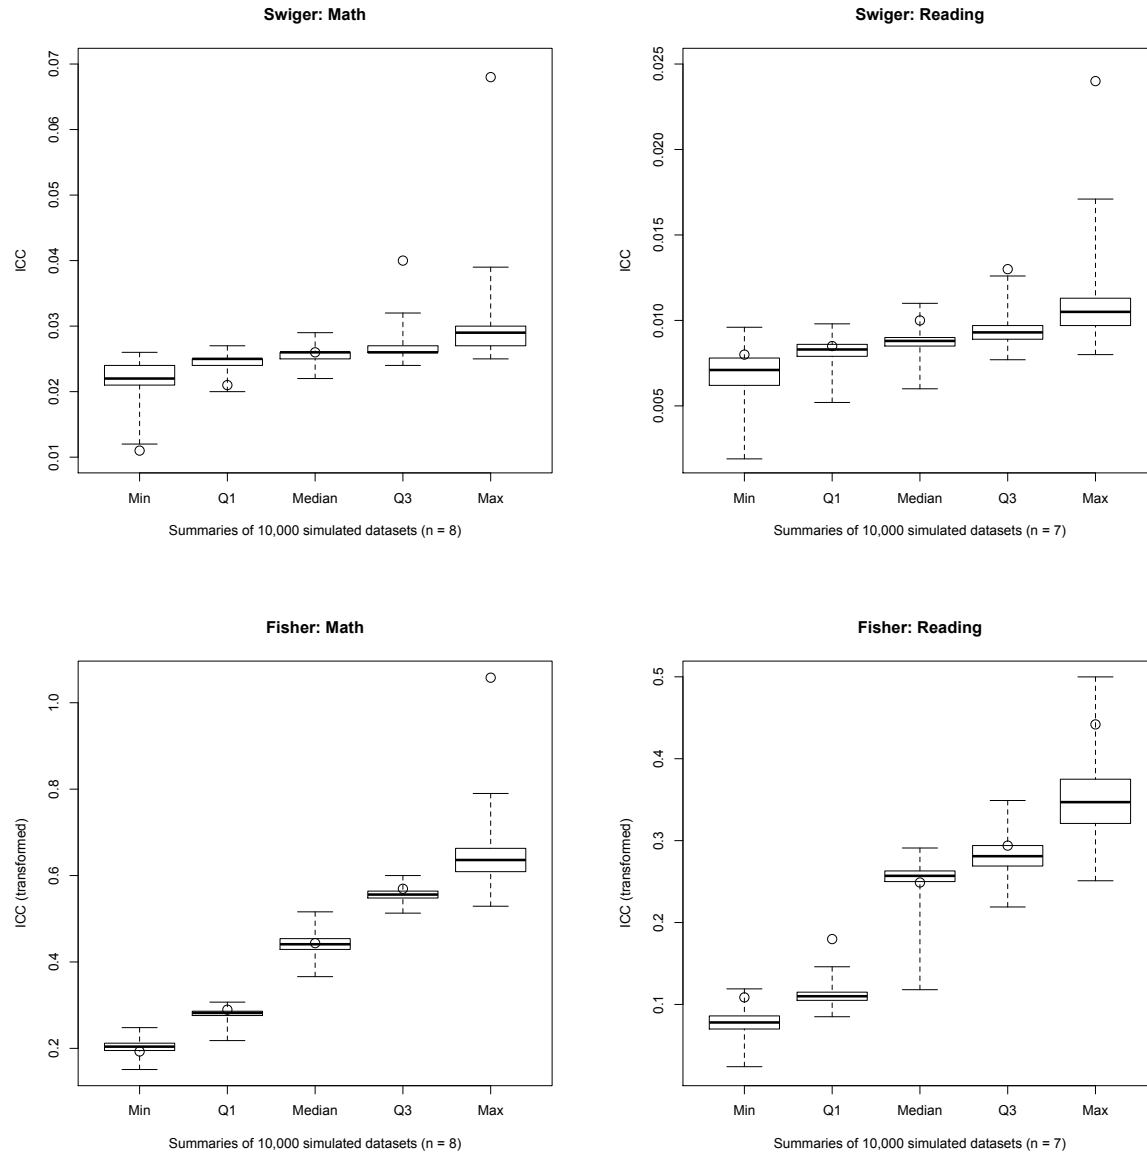 Swiger: Math
ICC
0.07
0.06
0.05
0.04
0.03
0.02
0.01
Min Q1 Median Q3 Max
Summaries of 10,000 simulated datasets (n = 8)
Swiger: Reading
ICC
0.025
0.020
0.015
0.010
0.005
Min Q1 Median Q3 Max
Summaries of 10,000 simulated datasets (n = 7)
Fisher: Math
ICC (transformed)
1.0
0.8
0.6
0.4
0.2
Min Q1 Median Q3 Max
Summaries of 10,000 simulated datasets (n = 8)
Fisher: Reading
ICC (transformed)
0.5
0.4
0.3
0.2
0.1
Min Q1 Median Q3 Max
Summaries of 10,000 simulated datasets (n = 7)